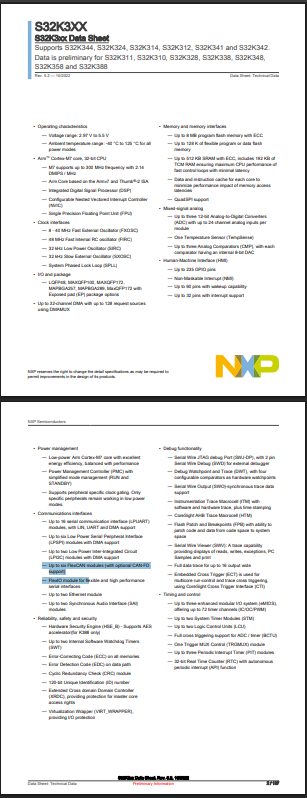 S32K3XX
S32K3xx Data Sheet
Supports S32K344, S32K324, S32K314, S32K312, S32K341 and S32K342.
Data is preliminary for S32K311, S32K310, S32K328, S32K338, S32K348,
S32K358 and S32K388
Rev. 5.2 — 10/2022
Data Sheet: Technical Data
• Operating characteristics
— Voltage range: 2.97 V to 5.5 V
— Ambient temperature range: -40 °C to 125 °C for all
power modes
• Arm™ Cortex-M7 core, 32-bit CPU
— M7 supports up to 320 MHz frequency with 2.14
DMIPS / MHz
— Arm Core based on the Armv7 and Thumb®-2 ISA
— Integrated Digital Signal Processor (DSP)
— Configurable Nested Vectored Interrupt Controller
(NVIC)
— Single Precision Floating Point Unit (FPU)
• Clock interfaces
— 8 - 40 MHz Fast External Oscillator (FXOSC)
— 48 MHz Fast Internal RC oscillator (FIRC)
— 32 kHz Low Power Oscillator (SIRC)
— 32 kHz Slow External Oscillator (SXOSC)
— System Phased Lock Loop (SPLL)
• I/O and package
— LQFP48, MAXQFP100, MAXQFP172,
MAPBGA257, MAPBGA289, MaxQFP172 with
Exposed pad (EP) package options
• Up to 32-channel DMA with up to 128 request sources
using DMAMUX
• Memory and memory interfaces
— Up to 8 MB program flash memory with ECC
— Up to 128 K of flexible program or data flash
memory
— Up to 512 KB SRAM with ECC, includes 192 KB of
TCM RAM ensuring maximum CPU performance of
fast control loops with minimal latency
— Data and instruction cache for each core to
minimize performance impact of memory access
latencies
— QuadSPI support
• Mixed-signal analog
— Up to three 12-bit Analog-to-Digital Converters
(ADC) with up to 24 channel analog inputs per
module
— One Temperature Sensor (TempSense)
— Up to three Analog Comparators (CMP), with each
comparator having an internal 8-bit DAC
• Human-Machine Interface (HMI)
— Up to 235 GPIO pins
— Non-Maskable Interrupt (NMI)
— Up to 60 pins with wakeup capability
— Up to 32 pins with interrupt support
NXP reserves the right to change the detail specifications as may be required to
permit improvements in the design of its products.
NXP
NXP Semiconductors
• Power management
— Low-power Arm Cortex-M7 core with excellent
energy efficiency, balanced with performance
— Power Management Controller (PMC) with
simplified mode management (RUN and
STANDBY)
— Supports peripheral specific clock gating. Only
specific peripherals remain working in low power
modes.
• Communications interfaces
— Up to 16 serial communication interface (LPUART)
modules, with LIN, UART and DMA support
— Up to six Low Power Serial Peripheral Interface
(LPSPI) modules with DMA support
— Up to two Low Power Inter-Integrated Circuit
(LPI2C) modules with DMA support
— Up to six FlexCAN modules (with optional CAN-FD
support)
— FlexIO module for flexible and high performance
serial interfaces
— Up to two Ethernet module
— Up to two Synchronous Audio Interface (SAI)
modules
• Reliability, safety and security
— Hardware Security Engine (HSE_B) - Supports AES
accelerator(for K388 only)
— Up to two Internal Software Watchdog Timers
(SWT)
— Error-Correcting Code (ECC) on all memories
— Error Detection Code (EDC) on data path
— Cyclic Redundancy Check (CRC) module
— 120-bit Unique Identification (ID) number
— Extended Cross domain Domain Controller
(XRDC), providing protection for master core
access rights
— Virtualization Wrapper (VIRT_WRAPPER),
providing I/O protection
• Debug functionality
— Serial Wire JTAG debug Port (SWJ-DP), with 2 pin
Serial Wire Debug (SWD) for external debugger
— Debug Watchpoint and Trace (DWT), with four
configurable comparators as hardware watchpoints
— Serial Wire Output (SWO)-synchronous trace data
support
— Instrumentation Trace Macrocell (ITM) with
software and hardware trace, plus time stamping
— CoreSight AHB Trace Macrocell (HTM)
— Flash Patch and Breakpoints (FPB) with ability to
patch code and data from code space to system
space
— Serial Wire Viewer (SWV): A trace capability
providing displays of reads, writes, exceptions, PC
Samples and print
— Full data trace for up to 16 output wide
— Embedded Cross Trigger (ECT) is used for
multicore run-control and trace cross triggering,
using CoreSight Cross Trigger Interface (CTI)
• Timing and control
— Up to three enhanced modular I/O system (eMIOS),
offering up to 72 timer channels (IC/OC/PWM)
— Up to two System Timer Modules (STM)
— Up to two Logic Control Units (LCU)
— Full cross triggering support for ADC / timer (BCTU)
— One Trigger MUX Control (TRGMUX) module
— Up to three Periodic Interrupt Timer (PIT) modules
— 32-bit Real Time Counter (RTC) with autonomous
periodic interrupt (API) function
Data Sheet: Technical Data
Preliminary Information